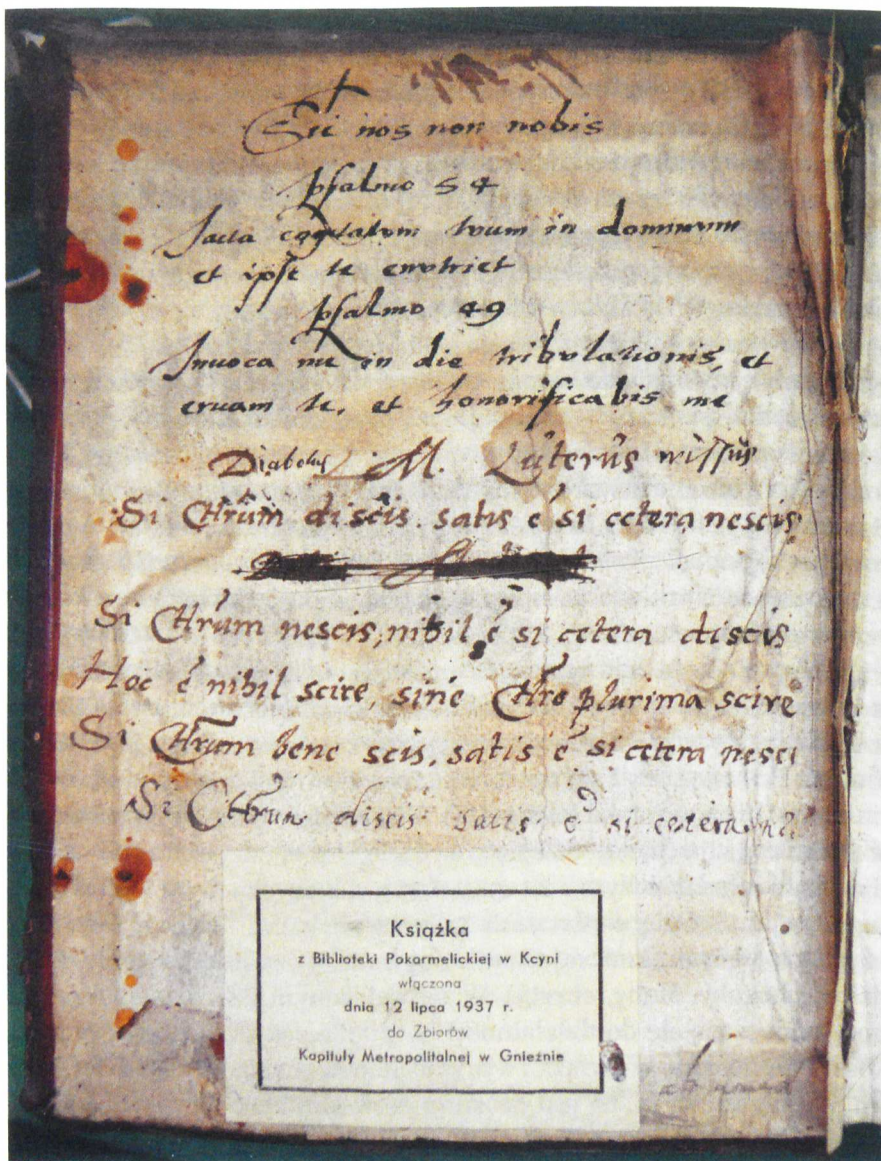 Sic nos non nobis
psalmo 54
Iacta cogitatum tuum in dominum
et ipse te enutriet
psalmo 49
Inuoca me in die tribulationis, et
eruam te, et honorificabis me
Diabolus M. Luterus
Si Chrum discis. satis ē si cetera nescis
Si Chrum nescis, nihil ē si cetera discis
Hoc ē nihil scire, sine Chro plurima scire
Si Chrum bene scis, satis ē si cetera nesci
Si Chrum discis satis ē si cetera
Książka
z Biblioteki Pokarmelickiej w Kcyni
włączona
dnia 12 lipca 1937 r.
do Zbiorów
Kapituły Metropolitalnej w Gnieźnie